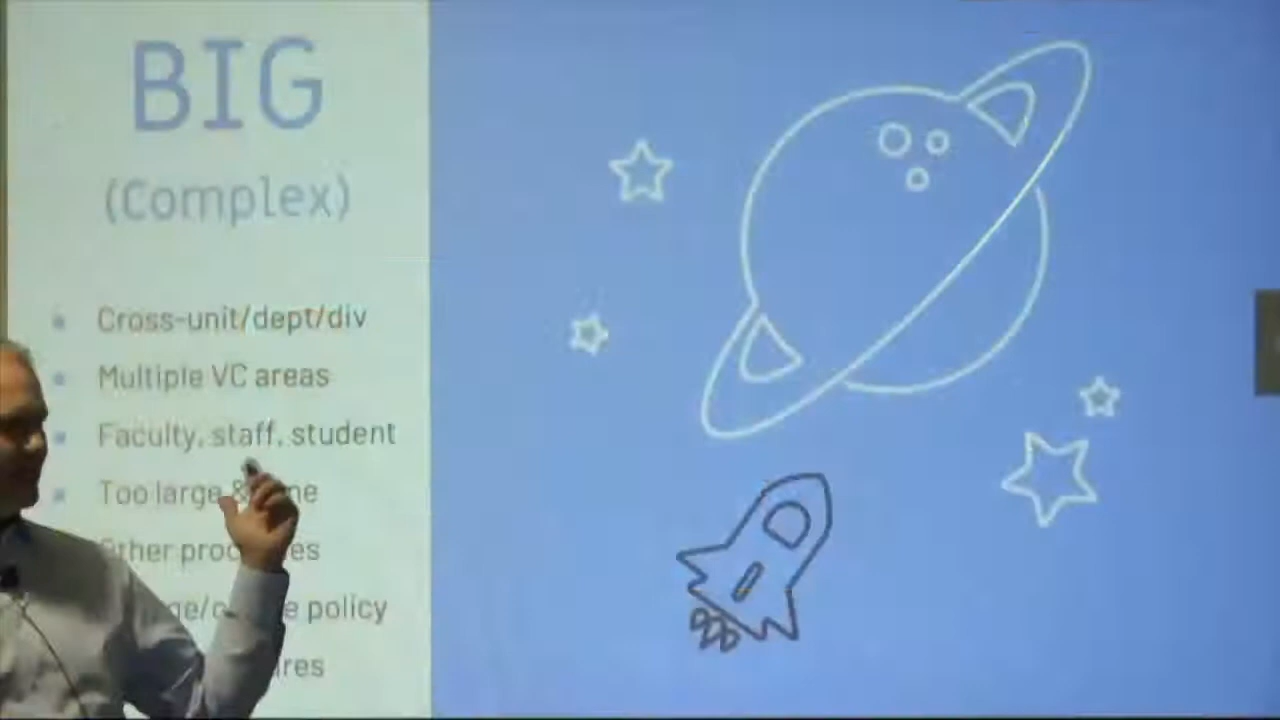 BIG
(Complex)
Cross-unit/dept/div
Multiple VC areas
Faculty, staff, student
Too large &
policy